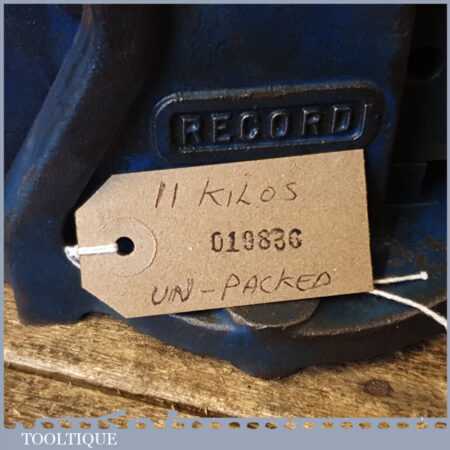 RECORD
11 KILOS
019836
UN-PACKED
TOOLTIQUE